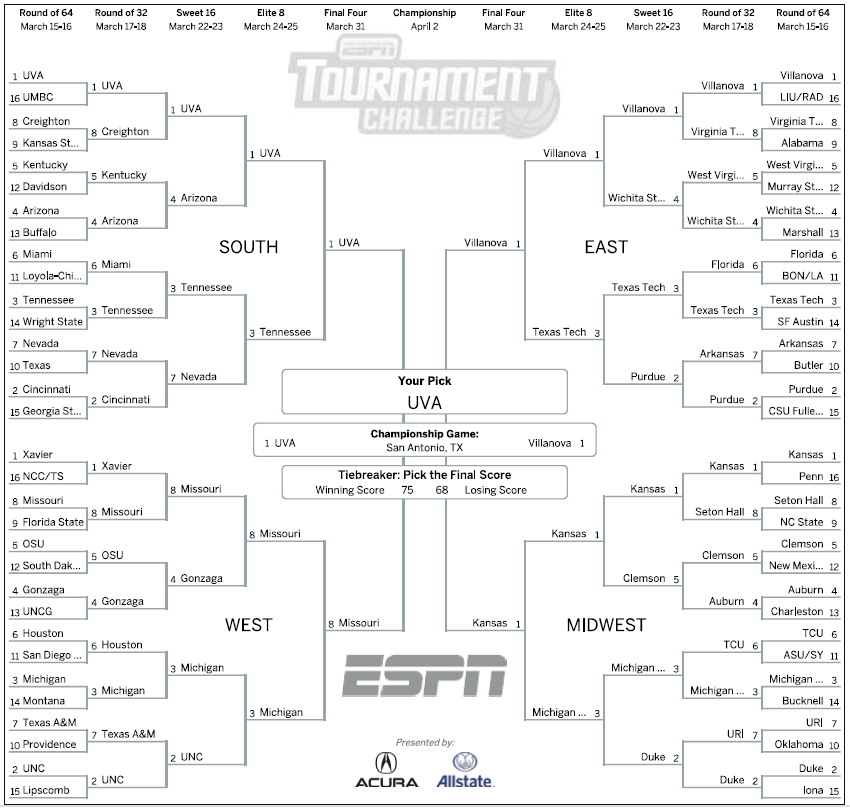 Round of 64 Round of 32 Sweet 16 Elite 8 Final Four Championship Final Four Elite 8 Sweet 16 Round of 32 Round of 64
March 15-16 March 17-18 March 22-23 March 24-25 March 31 April 2 March 31 March 24-25 March 22-23 March 17-18 March 15-16
ESPN
TOURNAMENT
CHALLENGE
1 UVA
16 UMBC
8 Creighton
9 Kansas St...
5 Kentucky
12 Davidson
4 Arizona
13 Buffalo
6 Miami
11 Loyola-Chi...
3 Tennessee
14 Wright State
7 Nevada
10 Texas
2 Cincinnati
15 Georgia St...
1 UVA
8 Creighton
5 Kentucky
4 Arizona
6 Miami
3 Tennessee
7 Nevada
2 Cincinnati
1 UVA
4 Arizona
3 Tennessee
7 Nevada
1 UVA
3 Tennessee
1 UVA
SOUTH
1 Xavier
16 NCC/TS
8 Missouri
9 Florida State
5 OSU
12 South Dak...
4 Gonzaga
13 UNCG
6 Houston
11 San Diego ...
3 Michigan
14 Montana
7 Texas A&M
10 Providence
2 UNC
15 Lipscomb
1 Xavier
8 Missouri
5 OSU
4 Gonzaga
6 Houston
3 Michigan
7 Texas A&M
2 UNC
8 Missouri
4 Gonzaga
3 Michigan
2 UNC
8 Missouri
3 Michigan
8 Missouri
WEST
Your Pick
UVA
Championship Game:
1 UVA San Antonio, TX Villanova 1
Tiebreaker: Pick the Final Score
Winning Score 75 68 Losing Score
Villanova 1
EAST
Villanova 1
Texas Tech 3
Villanova 1
Wichita St... 4
Texas Tech 3
Purdue 2
Villanova 1
Virginia T... 8
West Virgi... 5
Wichita St... 4
Florida 6
Texas Tech 3
Arkansas 7
Purdue 2
Villanova 1
LIU/RAD 16
Virginia T... 8
Alabama 9
West Virgi... 5
Murray St... 12
Wichita St... 4
Marshall 13
Florida 6
BON/LA 11
Texas Tech 3
SF Austin 14
Arkansas 7
Butler 10
Purdue 2
CSU Fulle... 15
Kansas 1
MIDWEST
Kansas 1
Michigan ... 3
Kansas 1
Clemson 5
Michigan ... 3
Duke 2
Kansas 1
Seton Hall 8
Clemson 5
Auburn 4
TCU 6
Michigan ... 3
URI 7
Duke 2
Kansas 1
Penn 16
Seton Hall 8
NC State 9
Clemson 5
New Mexi... 12
Auburn 4
Charleston 13
TCU 6
ASU/SY 11
Michigan ... 3
Bucknell 14
URI 7
Oklahoma 10
Duke 2
Iona 15
ESPN
Presented by:
ACURA Allstate